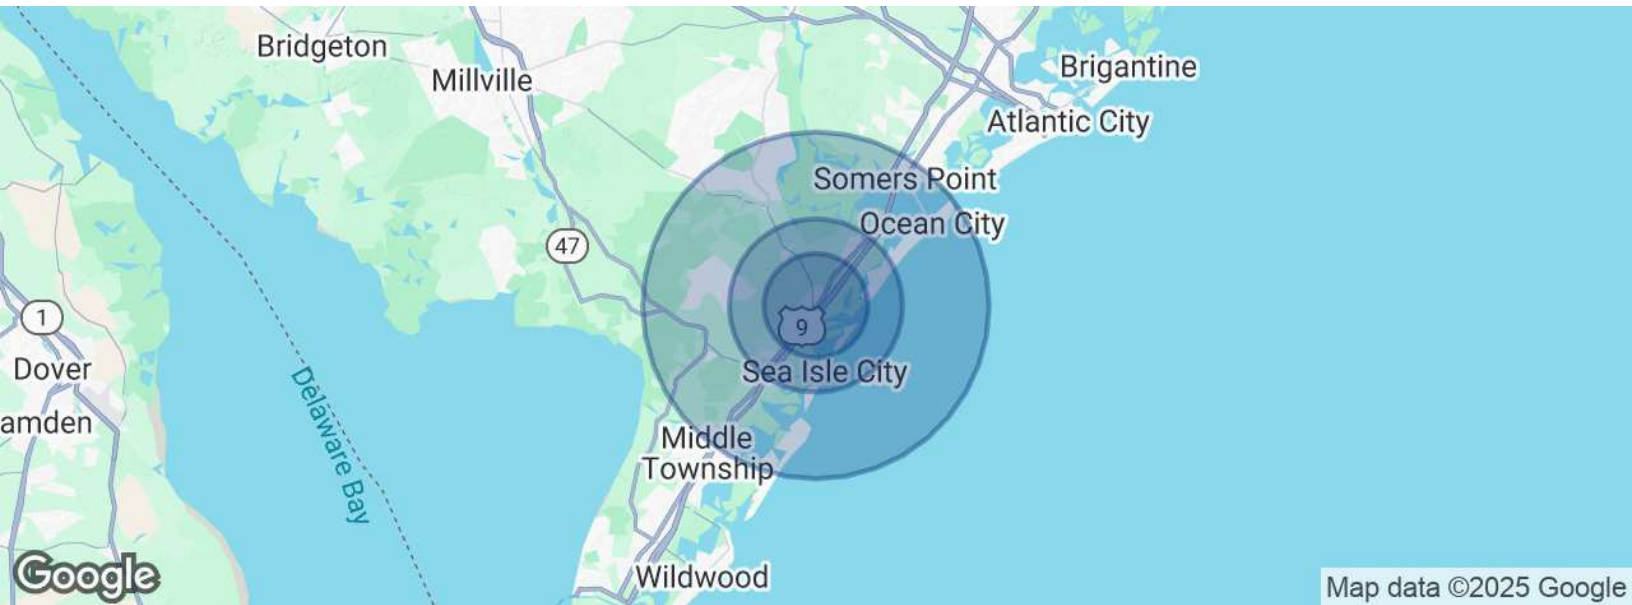 Bridgeton
Millville
Brigantine
Atlantic City
Somers Point
Ocean City
47
1
9
Dover
Sea Isle City
amden
Delaware Bay
Middle
Township
Wildwood
Google
Map data ©2025 Google